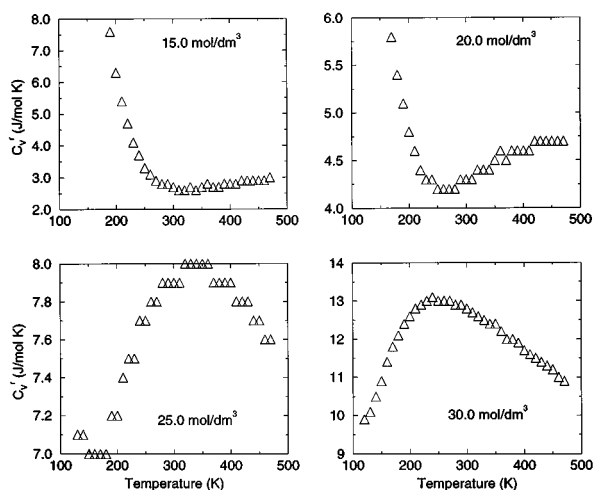 8.0
7.0
6.0
5.0
4.0
3.0
2.0
100 200 300 400 500
Cv' (J/mol K)
15.0 mol/dm³
6.0
5.5
5.0
4.5
4.0
100 200 300 400 500
20.0 mol/dm³
8.0
7.8
7.6
7.4
7.2
7.0
100 200 300 400 500
Cv' (J/mol K)
25.0 mol/dm³
Temperature (K)
14
13
12
11
10
9
100 200 300 400 500
30.0 mol/dm³
Temperature (K)